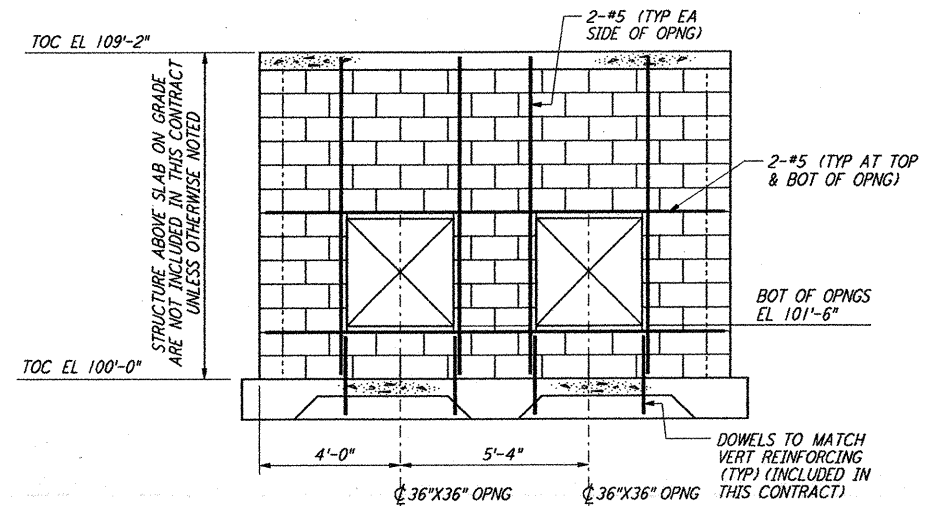 2-#5 (TYP EA
SIDE OF OPNG)
TOC EL 109'-2"
STRUCTURE ABOVE SLAB ON GRADE
ARE NOT INCLUDED IN THIS CONTRACT
UNLESS OTHERWISE NOTED
2-#5 (TYP AT TOP
& BOT OF OPNG)
BOT OF OPNGS
EL 101'-6"
TOC EL 100'-0"
4'-0"
5'-4"
DOWELS TO MATCH
VERT REINFORCING
(TYP) (INCLUDED IN
THIS CONTRACT)
℄ 36"X36" OPNG
℄ 36"X36" OPNG